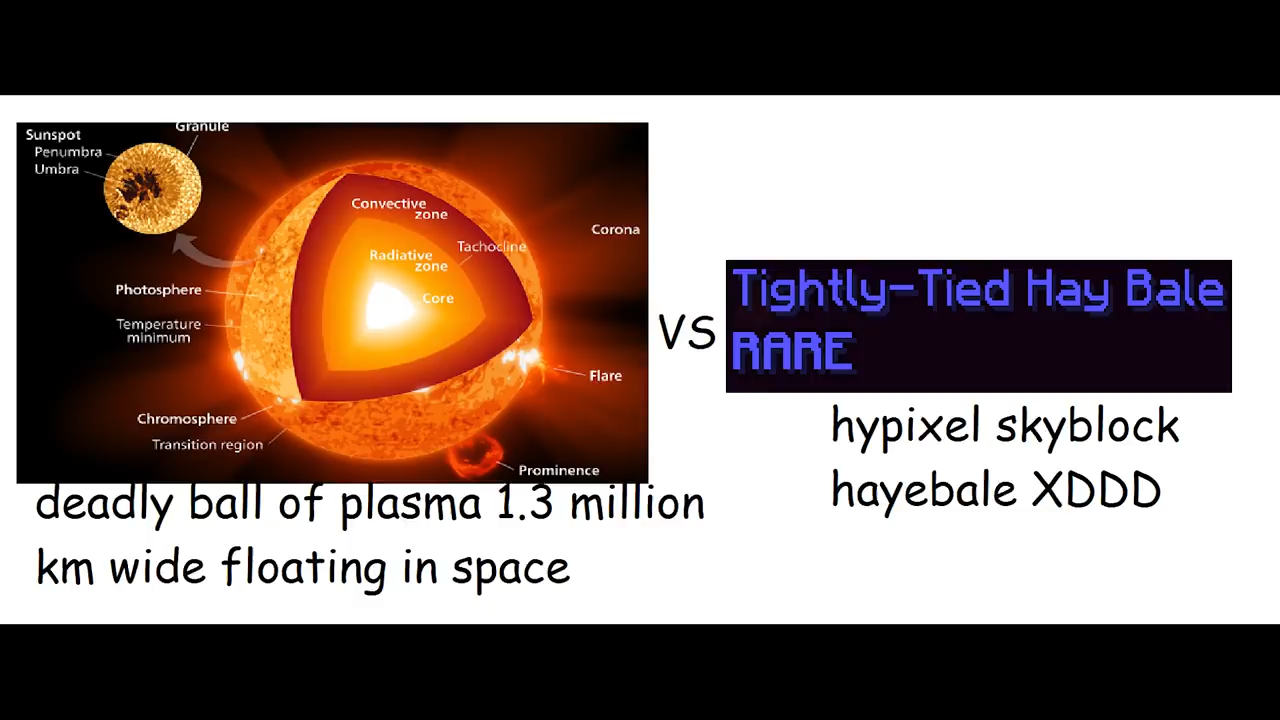 Sunspot
Penumbra
Umbra
Granule
Convective
zone
Corona
Tachocline
Radiative
zone
Core
Photosphere
Temperature
minimum
Flare
Chromosphere
Transition region
Prominence
deadly ball of plasma 1.3 million
km wide floating in space
VS
Tightly-Tied Hay Bale
RARE
hypixel skyblock
hayebale XDDD